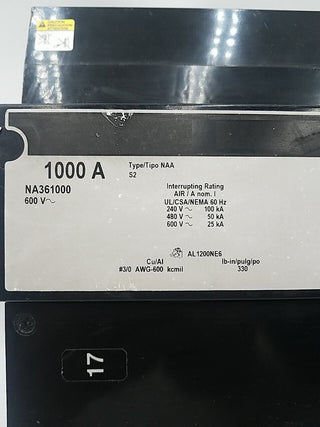 1000 A
Type/Tipo NAA
S2
NA361000
600 V~
Interrupting Rating
AIR / A nom. I
UL/CSA/NEMA 60 Hz
240 V ~ 100 kA
480 V ~ 50 kA
600 V ~ 25 kA
AL1200NE6
Cu/Al
lb-in/pulg/po
#3/0 AWG-600 kcmil
330
17